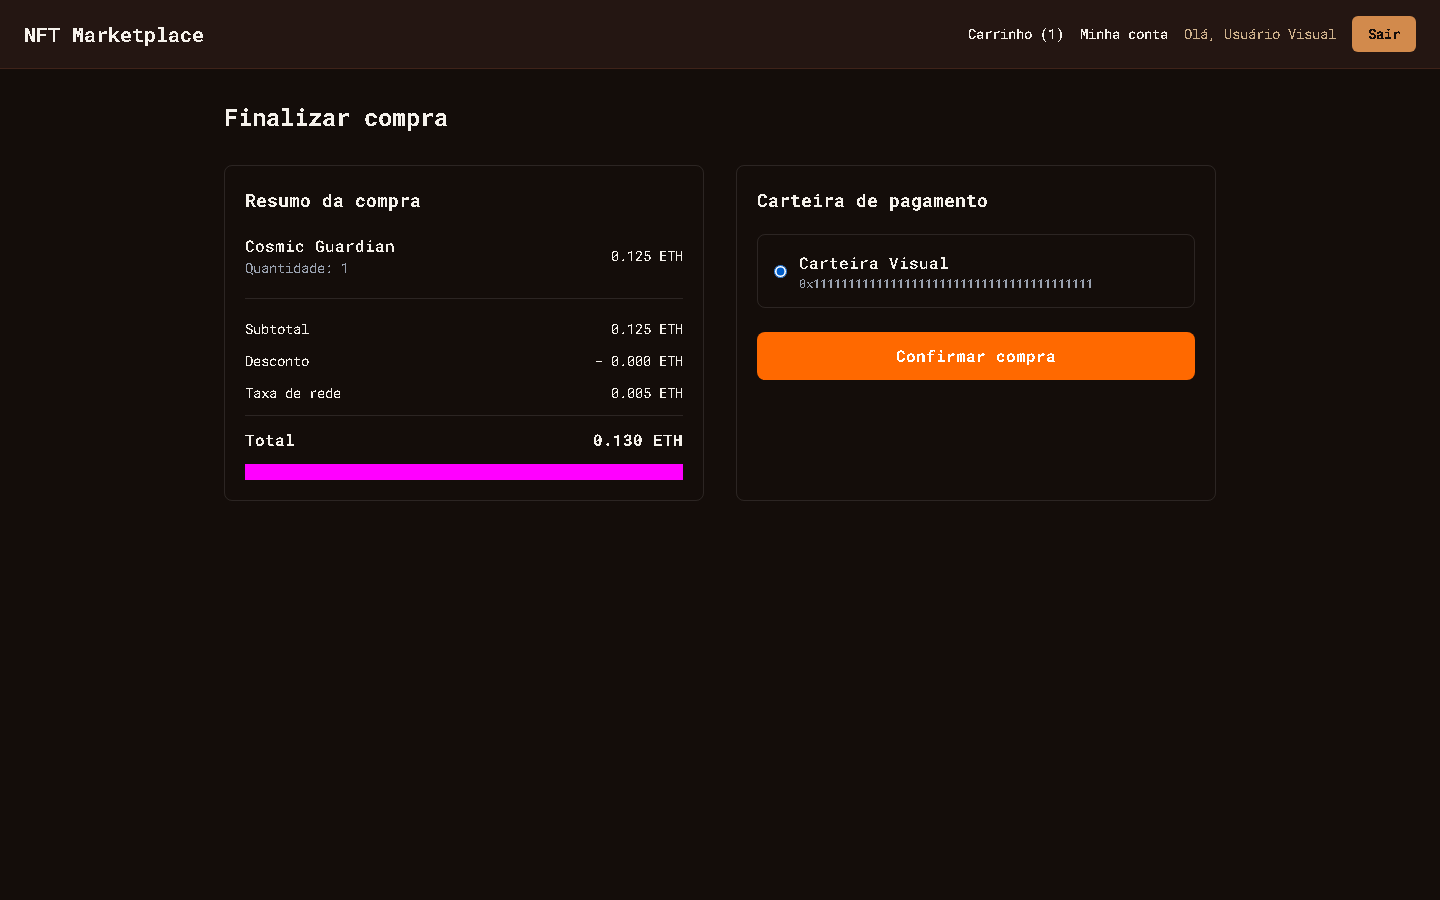 NFT Marketplace
Carrinho (1) Minha conta Olá, Usuário Visual Sair
Finalizar compra
Resumo da compra
Cosmic Guardian
Quantidade: 1
0.125 ETH
Subtotal 0.125 ETH
Desconto - 0.000 ETH
Taxa de rede 0.005 ETH
Total 0.130 ETH
Carteira de pagamento
Carteira Visual
0x1111111111111111111111111111111111111111
Confirmar compra